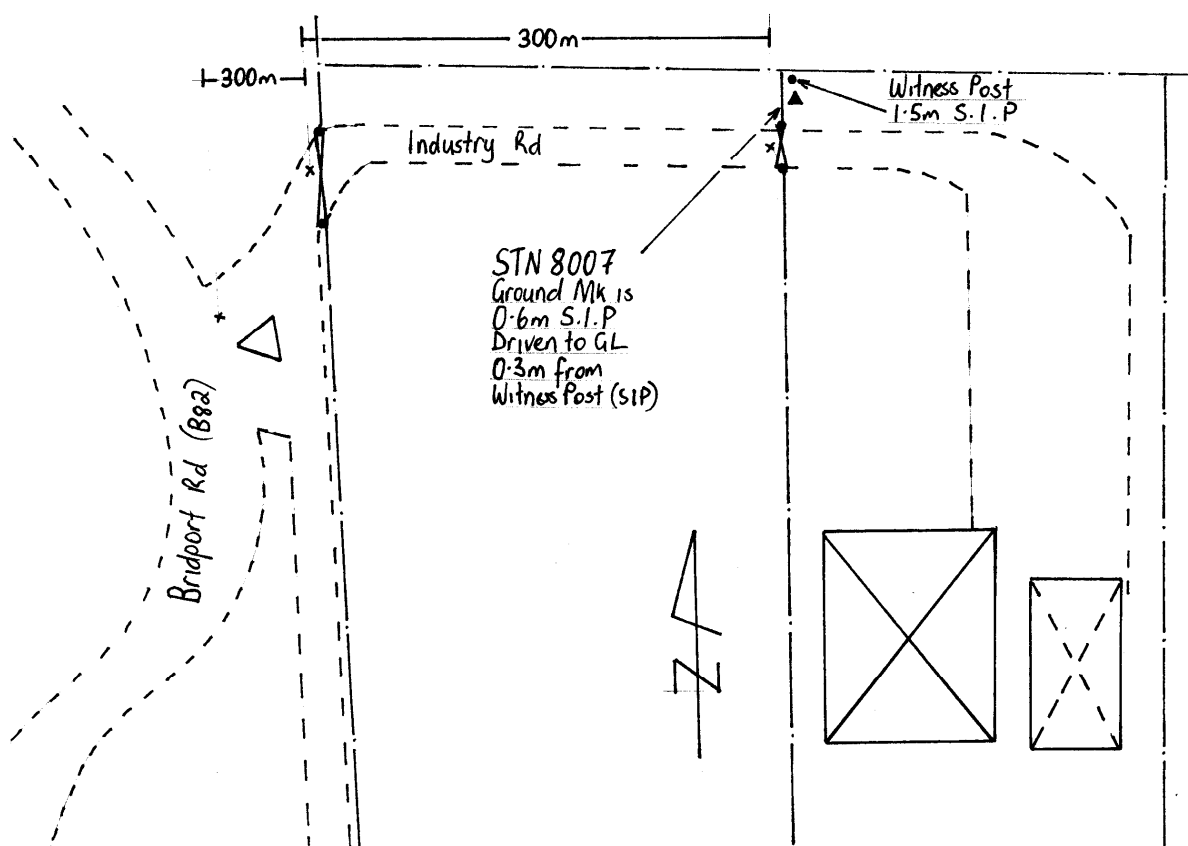 300m
300m
Witness Post
1.5m S.I.P
Industry Rd
STN 8007
Ground Mk is
0.6m S.I.P
Driven to GL
0.3m from
Witness Post (SIP)
Bridport Rd (B82)
N